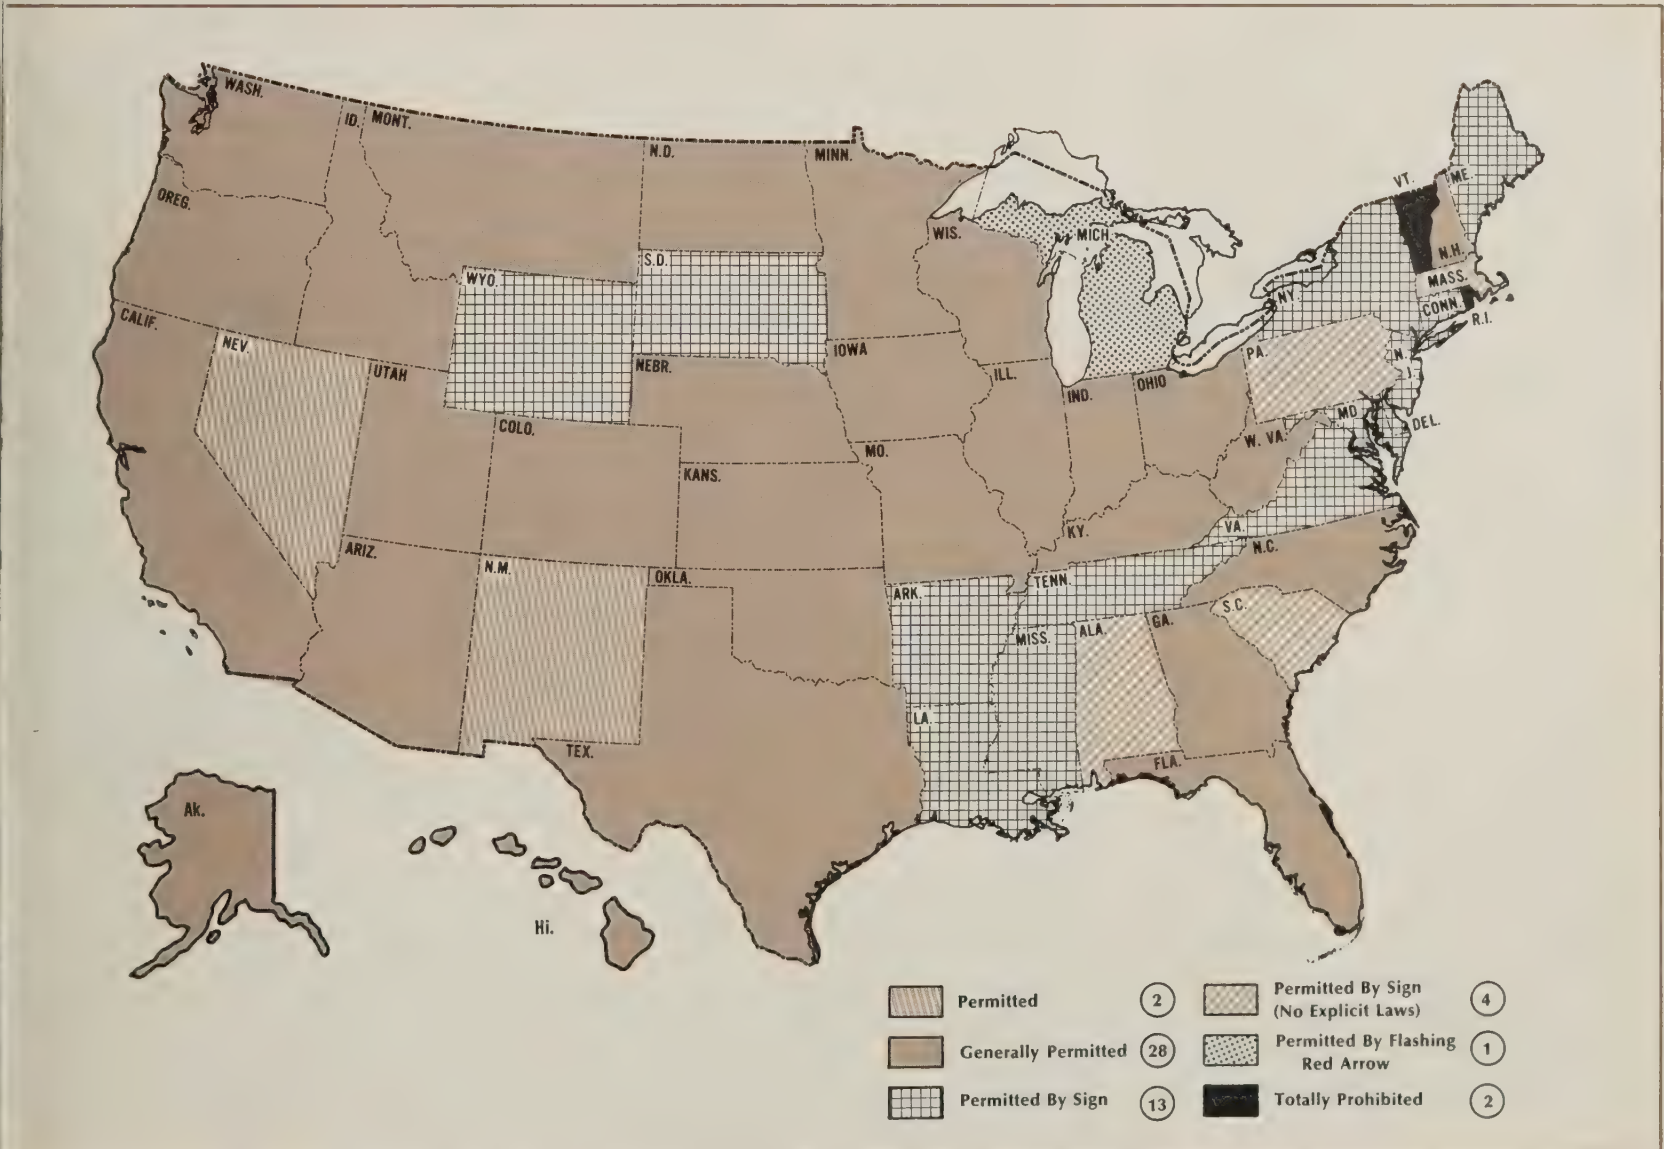 WASH.
ID.
MONT.
N.D.
MINN.
OREG.
WIS.
MICH.
VT.
ME.
N.H.
MASS.
CONN.
R.I.
N.Y.
S.D.
WYO.
CALIF.
NEV.
UTAH
NEBR.
IOWA
ILL.
IND.
OHIO
PA.
N.
J.
MD
DEL.
W. VA.
COLO.
KANS.
MO.
KY.
VA.
N.C.
ARIZ.
N.M.
OKLA.
ARK.
TENN.
S.C.
MISS.
ALA.
GA.
LA.
TEX.
FLA.
Ak.
Hi.
Permitted 2
Generally Permitted 28
Permitted By Sign 13
Permitted By Sign
(No Explicit Laws) 4
Permitted By Flashing
Red Arrow 1
Totally Prohibited 2